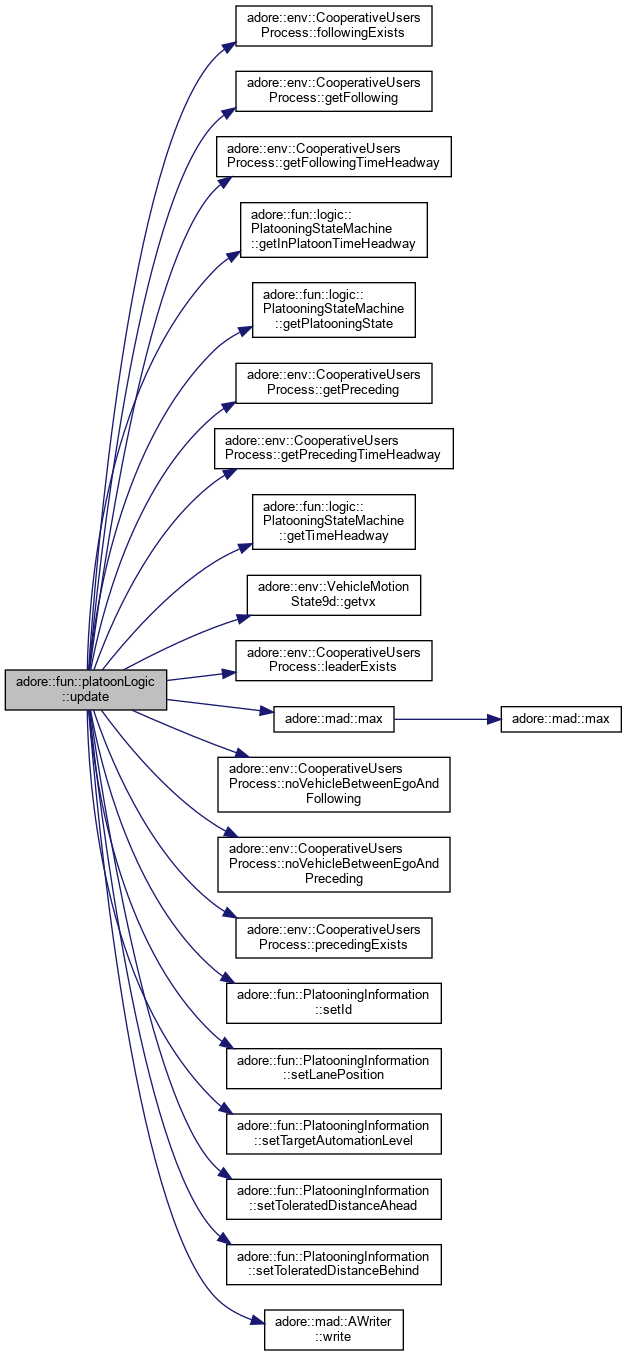 adore::env::CooperativeUsers
Process::followingExists
adore::env::CooperativeUsers
Process::getFollowing
adore::env::CooperativeUsers
Process::getFollowingTimeHeadway
adore::fun::logic::
PlatooningStateMachine
::getInPlatoonTimeHeadway
adore::fun::logic::
PlatooningStateMachine
::getPlatooningState
adore::env::CooperativeUsers
Process::getPreceding
adore::env::CooperativeUsers
Process::getPrecedingTimeHeadway
adore::fun::logic::
PlatooningStateMachine
::getTimeHeadway
adore::env::VehicleMotion
State9d::getvx
adore::env::CooperativeUsers
Process::leaderExists
adore::fun::platoonLogic
::update
adore::mad::max
adore::mad::max
adore::env::CooperativeUsers
Process::noVehicleBetweenEgoAnd
Following
adore::env::CooperativeUsers
Process::noVehicleBetweenEgoAnd
Preceding
adore::env::CooperativeUsers
Process::precedingExists
adore::fun::PlatooningInformation
::setId
adore::fun::PlatooningInformation
::setLanePosition
adore::fun::PlatooningInformation
::setTargetAutomationLevel
adore::fun::PlatooningInformation
::setToleratedDistanceAhead
adore::fun::PlatooningInformation
::setToleratedDistanceBehind
adore::mad::AWriter
::write